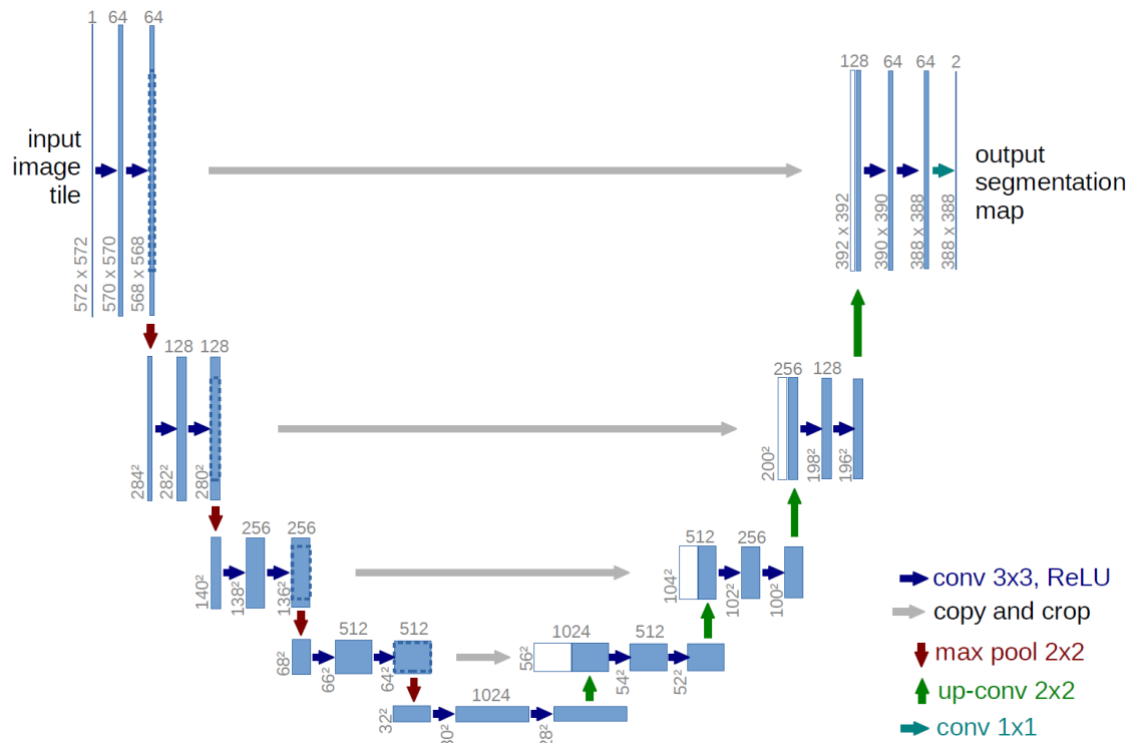 1 64 64
input
image
tile
572 x 572
570 x 570
568 x 568
128 64 64 2
output
segmentation
map
392 x 392
390 x 390
388 x 388
388 x 388
128 128
284²
282²
280²
256 128
200²
198²
196²
256 256
140²
138²
136²
512 256
104²
102²
100²
512 512
68²
66²
64²
1024 512
56²
54²
52²
1024
32²
conv 3x3, ReLU
copy and crop
max pool 2x2
up-conv 2x2
conv 1x1